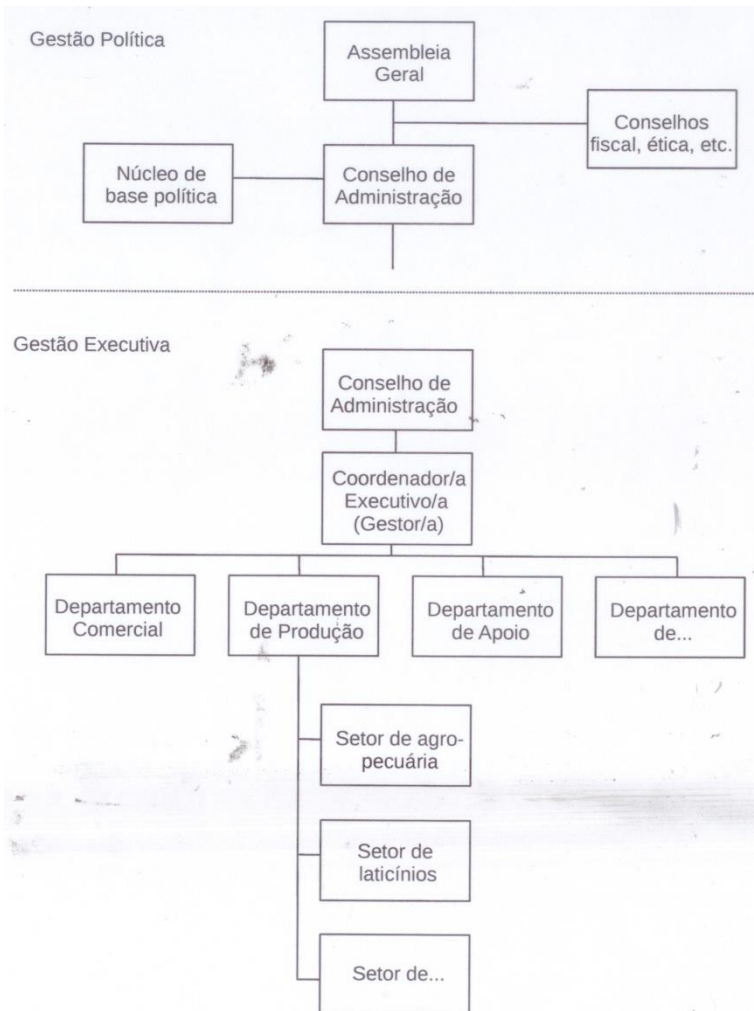 Gestão Política
Assembleia
Geral
Conselhos
fiscal, ética, etc.
Núcleo de
base política
Conselho de
Administração
Gestão Executiva
Conselho de
Administração
Coordenador/a
Executivo/a
(Gestor/a)
Departamento
Comercial
Departamento
de Produção
Departamento
de Apoio
Departamento
de...
Setor de agro-
pecuária
Setor de
laticínios
Setor de...